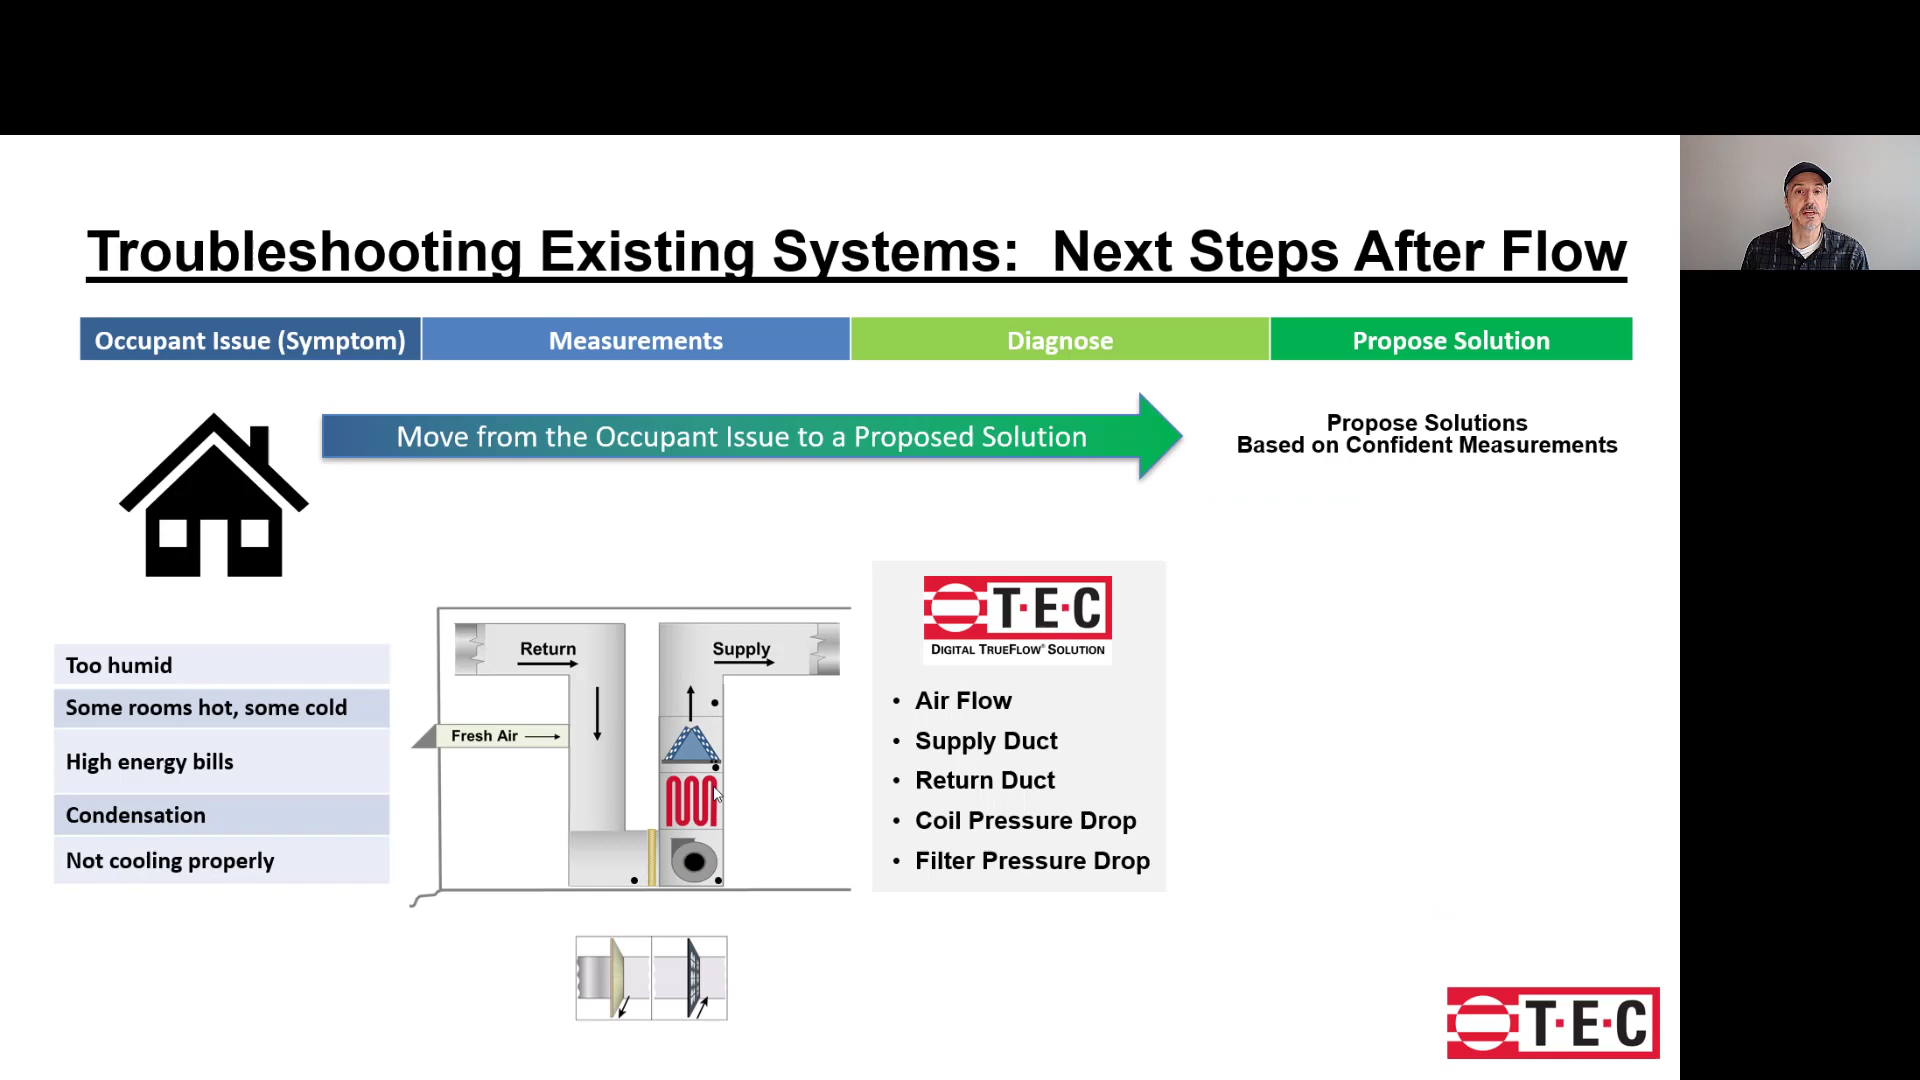 Troubleshooting Existing Systems: Next Steps After Flow
Occupant Issue (Symptom)
Measurements
Diagnose
Propose Solution
Move from the Occupant Issue to a Proposed Solution
Propose Solutions
Based on Confident Measurements
Too humid
Some rooms hot, some cold
High energy bills
Condensation
Not cooling properly
Return
Supply
Fresh Air
T·E·C
DIGITAL TRUEFLOW® SOLUTION
• Air Flow
• Supply Duct
• Return Duct
• Coil Pressure Drop
• Filter Pressure Drop
T·E·C